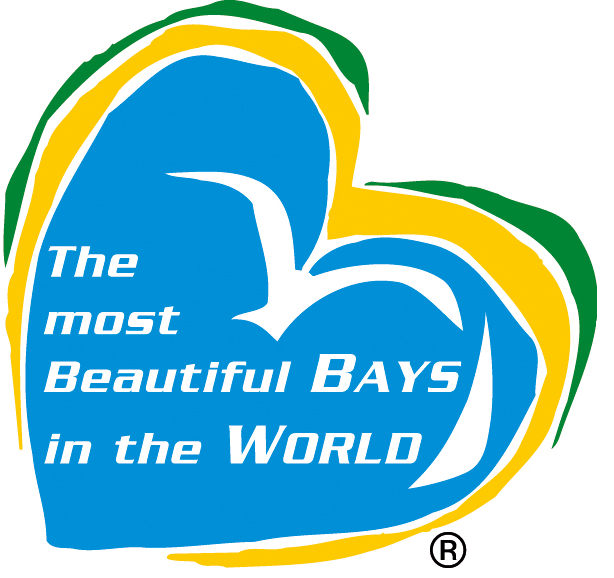 The
most
Beautiful BAYS
in the WORLD
®